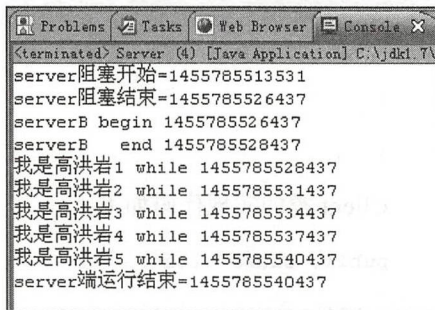 Problems Tasks Web Browser Console
<terminated> Server (4) [Java Application] C:\jdk1.7\
server阻塞开始=1455785513531
server阻塞结束=1455785526437
serverB begin 1455785526437
serverB   end 1455785528437
我是高洪岩1 while 1455785528437
我是高洪岩2 while 1455785531437
我是高洪岩3 while 1455785534437
我是高洪岩4 while 1455785537437
我是高洪岩5 while 1455785540437
server端运行结束=1455785540437